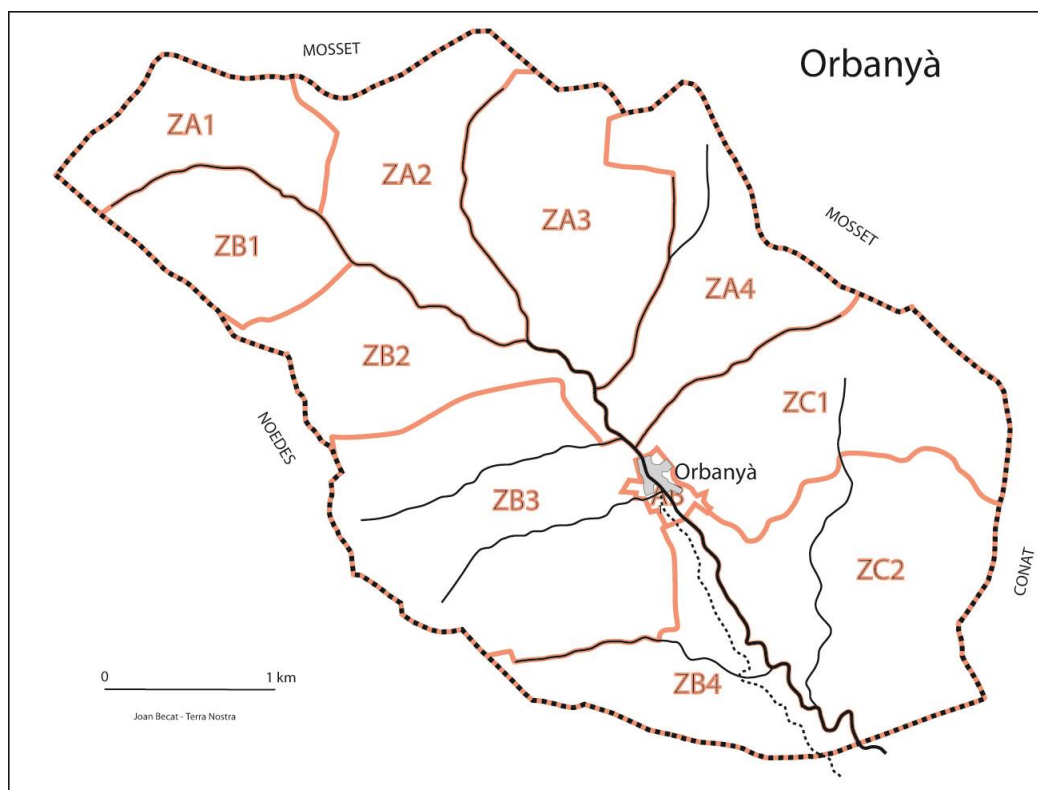 Orbanyà
MOSSET
ZA1
ZA2
ZA3
MOSSET
ZB1
ZA4
ZB2
ZC1
NOEDES
Orbanyà
ZB3
AB
ZC2
CONAT
0 1 km
ZB4
Joan Becat - Terra Nostra